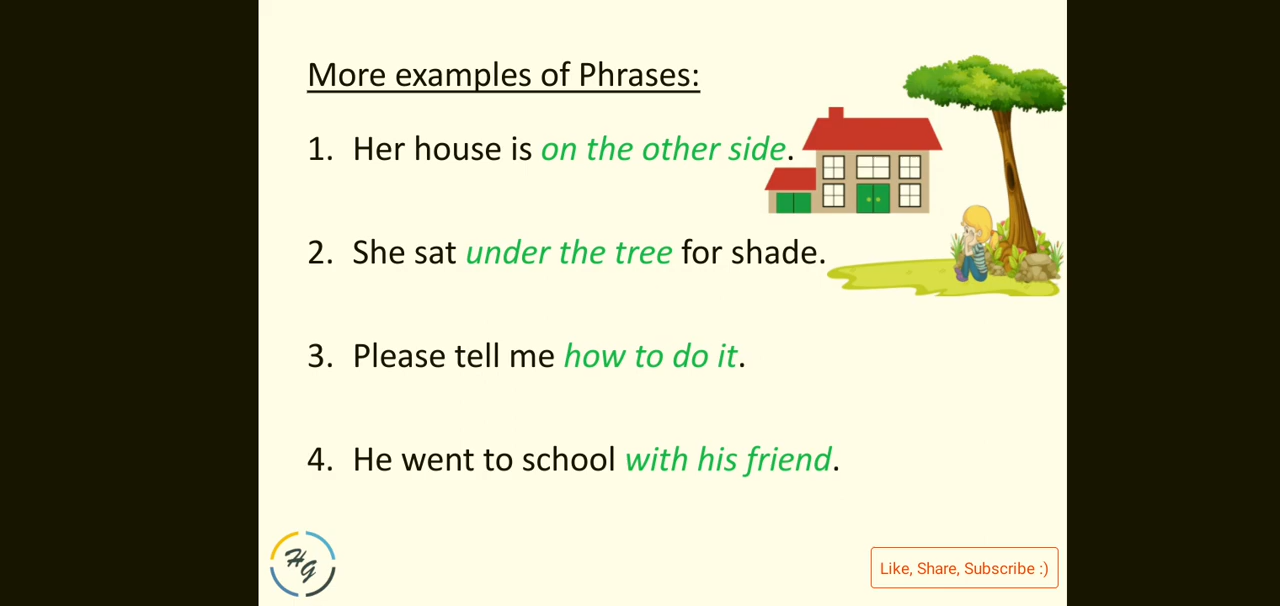 More examples of Phrases:
1. Her house is on the other side.
2. She sat under the tree for shade.
3. Please tell me how to do it.
4. He went to school with his friend.
HG
Like, Share, Subscribe :)